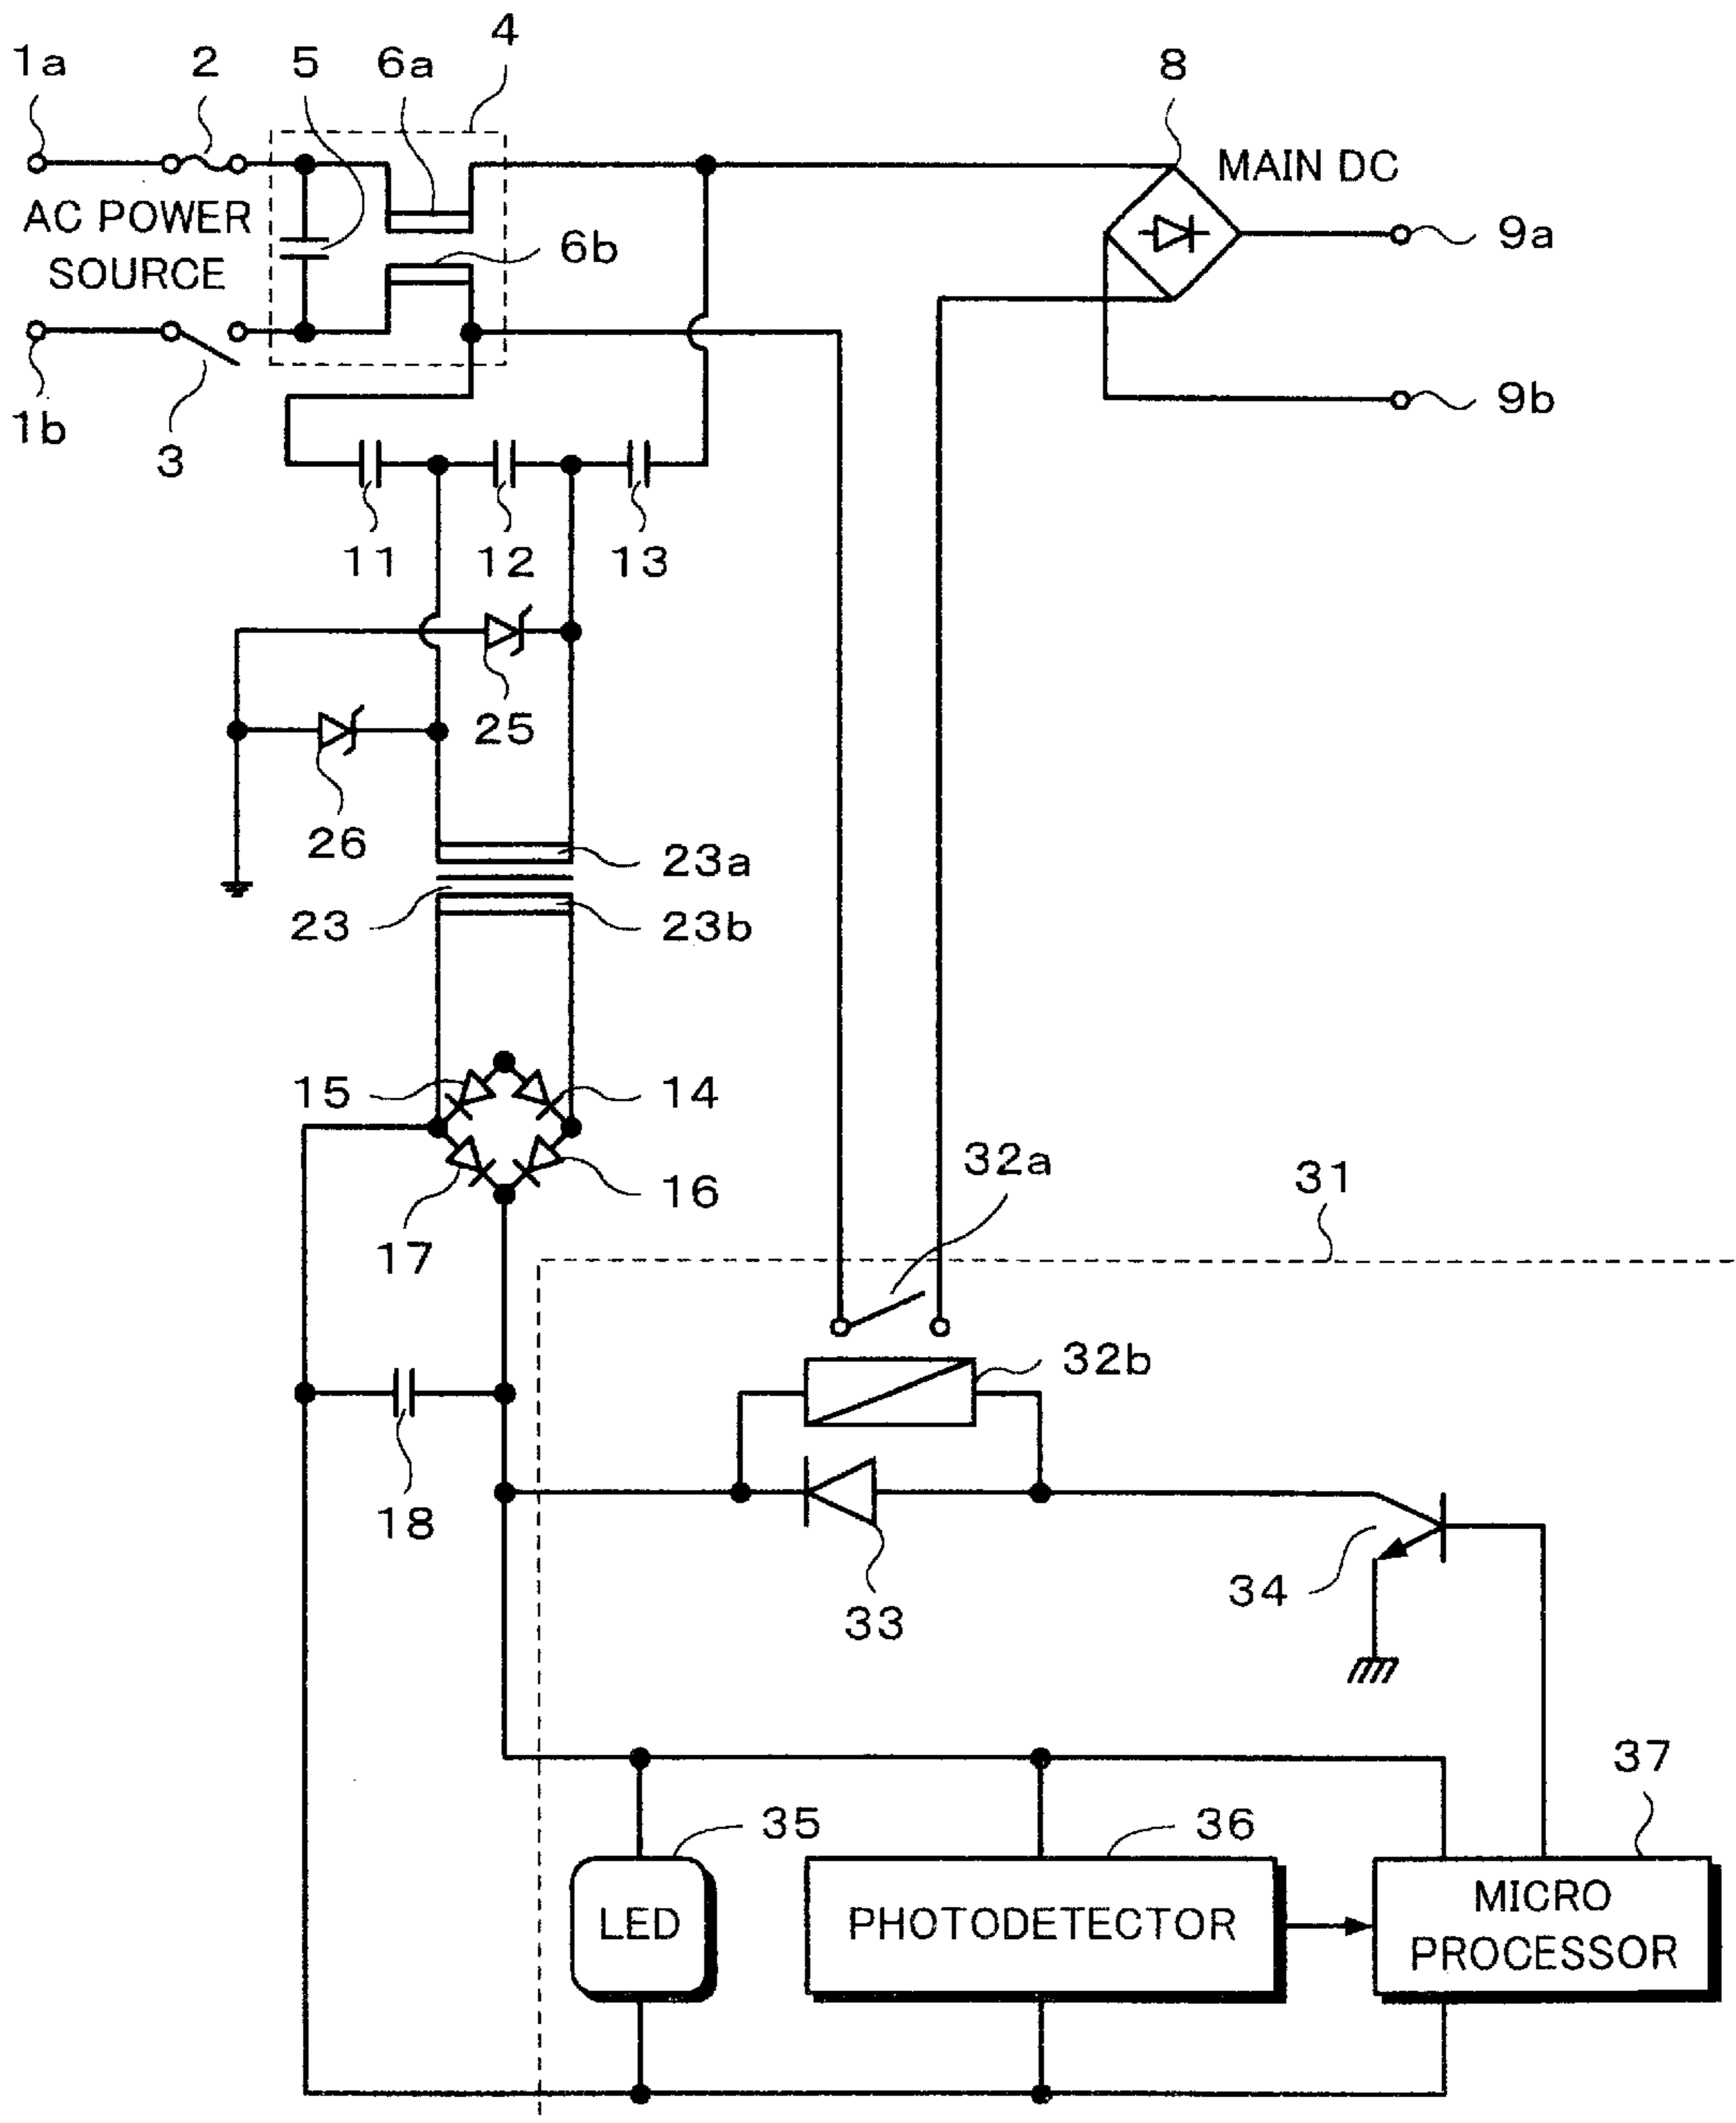 4
1a
2
5
6a
8
MAIN DC
AC POWER
SOURCE
6b
9a
1b
3
9b
11
12
13
25
26
23a
23
23b
15
14
32a
31
17
16
32b
18
33
34
37
35
36
LED
PHOTODETECTOR
MICRO
PROCESSOR